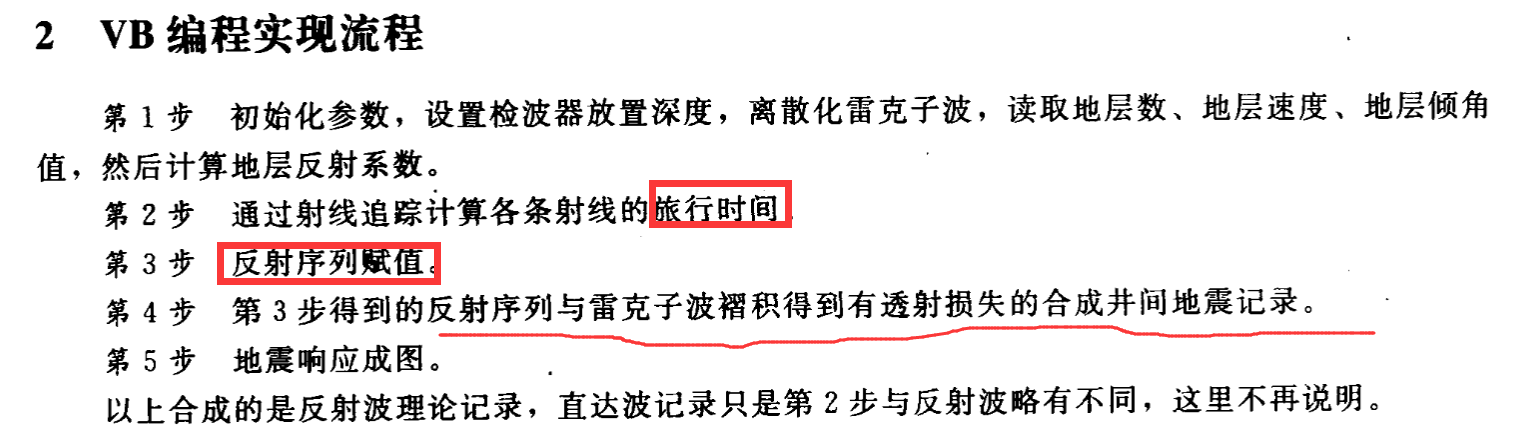 2 VB 编程实现流程
第 1 步 初始化参数，设置检波器放置深度，离散化雷克子波，读取地层数、地层速度、地层倾角
值，然后计算地层反射系数。
第 2 步 通过射线追踪计算各条射线的旅行时间
第 3 步 反射序列赋值。
第 4 步 第 3 步得到的反射序列与雷克子波褶积得到有透射损失的合成井间地震记录。
第 5 步 地震响应成图。
以上合成的是反射波理论记录，直达波记录只是第 2 步与反射波略有不同，这里不再说明。